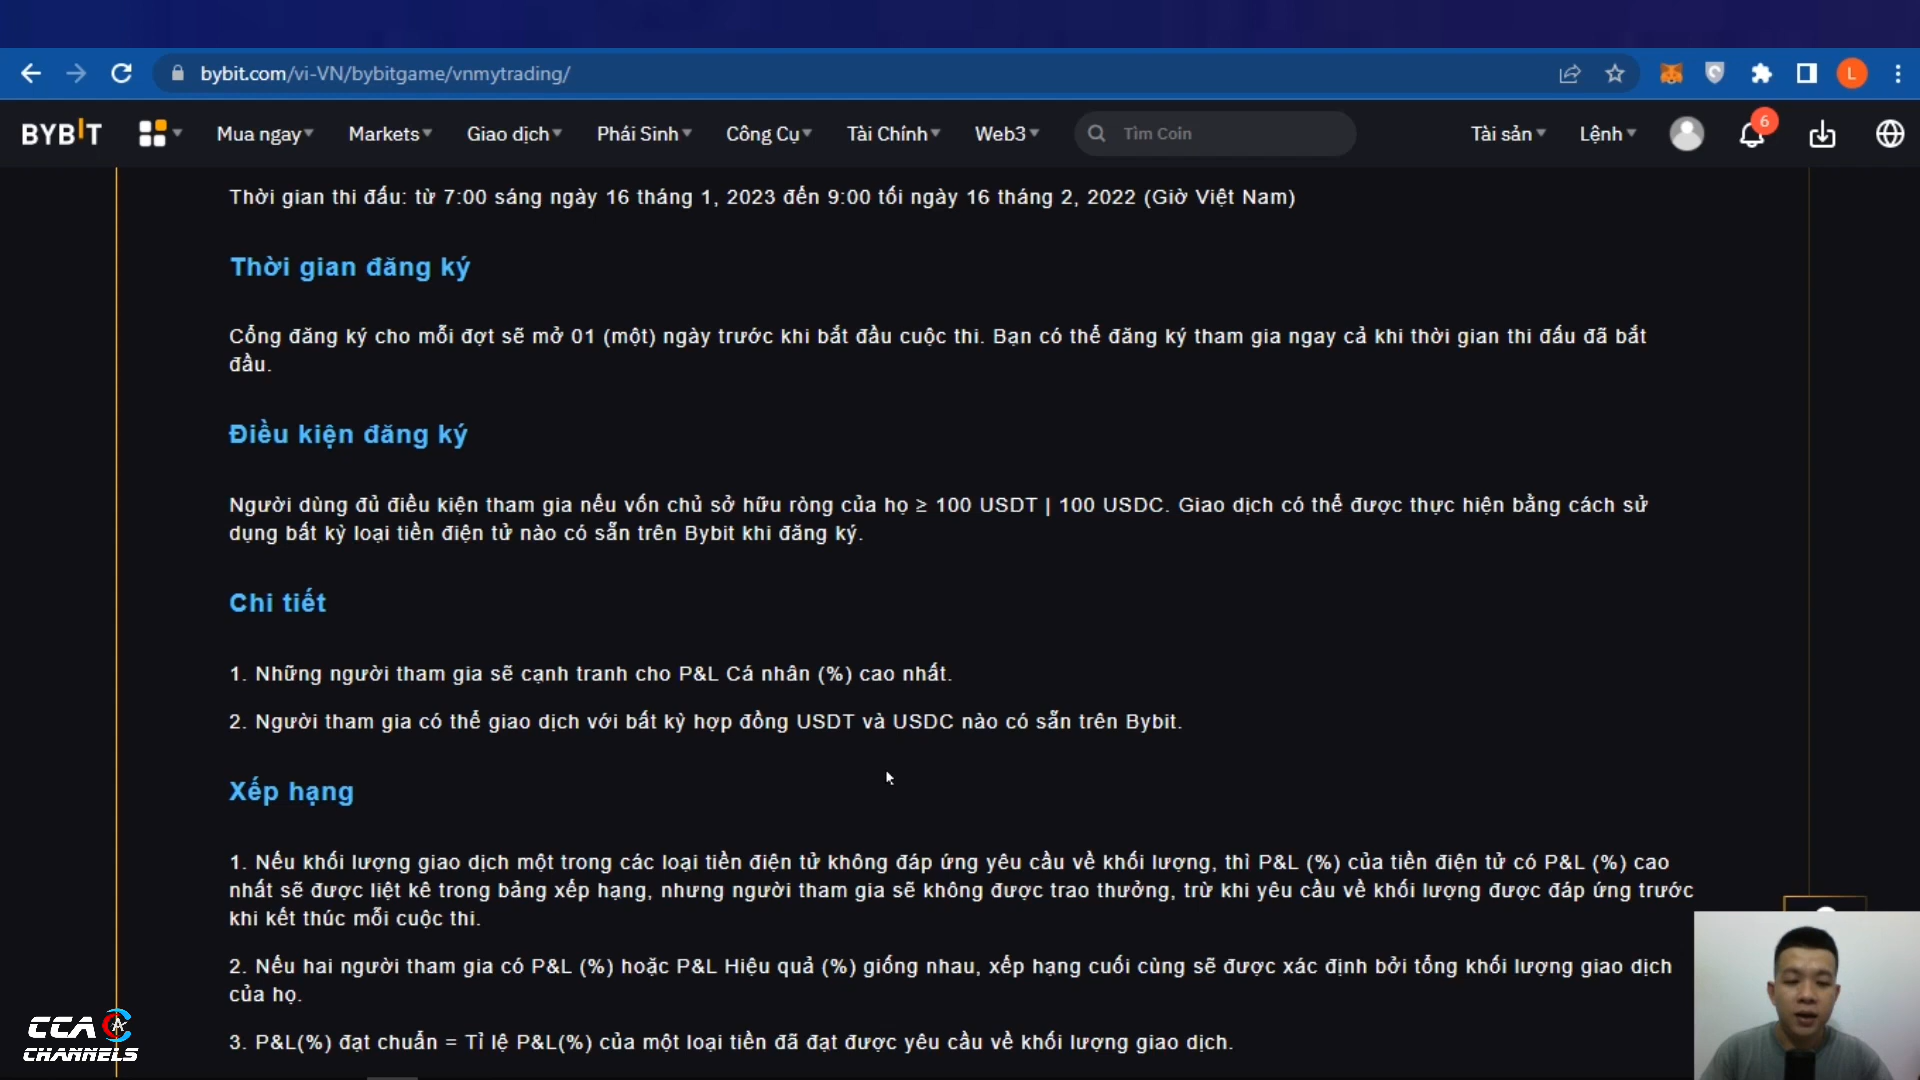 bybit.com/vi-VN/bybitgame/vnmytrading/
L
BYBIT Mua ngay Markets Giao dịch Phái Sinh Công Cụ Tài Chính Web3 Tìm Coin Tài sản Lệnh 6
Thời gian thi đấu: từ 7:00 sáng ngày 16 tháng 1, 2023 đến 9:00 tối ngày 16 tháng 2, 2022 (Giờ Việt Nam)
Thời gian đăng ký
Cổng đăng ký cho mỗi đợt sẽ mở 01 (một) ngày trước khi bắt đầu cuộc thi. Bạn có thể đăng ký tham gia ngay cả khi thời gian thi đấu đã bắt
đầu.
Điều kiện đăng ký
Người dùng đủ điều kiện tham gia nếu vốn chủ sở hữu ròng của họ ≥ 100 USDT | 100 USDC. Giao dịch có thể được thực hiện bằng cách sử
dụng bất kỳ loại tiền điện tử nào có sẵn trên Bybit khi đăng ký.
Chi tiết
1. Những người tham gia sẽ cạnh tranh cho P&L Cá nhân (%) cao nhất.
2. Người tham gia có thể giao dịch với bất kỳ hợp đồng USDT và USDC nào có sẵn trên Bybit.
Xếp hạng
1. Nếu khối lượng giao dịch một trong các loại tiền điện tử không đáp ứng yêu cầu về khối lượng, thì P&L (%) của tiền điện tử có P&L (%) cao
nhất sẽ được liệt kê trong bảng xếp hạng, nhưng người tham gia sẽ không được trao thưởng, trừ khi yêu cầu về khối lượng được đáp ứng trước
khi kết thúc mỗi cuộc thi.
2. Nếu hai người tham gia có P&L (%) hoặc P&L Hiệu quả (%) giống nhau, xếp hạng cuối cùng sẽ được xác định bởi tổng khối lượng giao dịch
của họ.
3. P&L(%) đạt chuẩn = Tỉ lệ P&L(%) của một loại tiền đã đạt được yêu cầu về khối lượng giao dịch.
CCA
CHANNELS